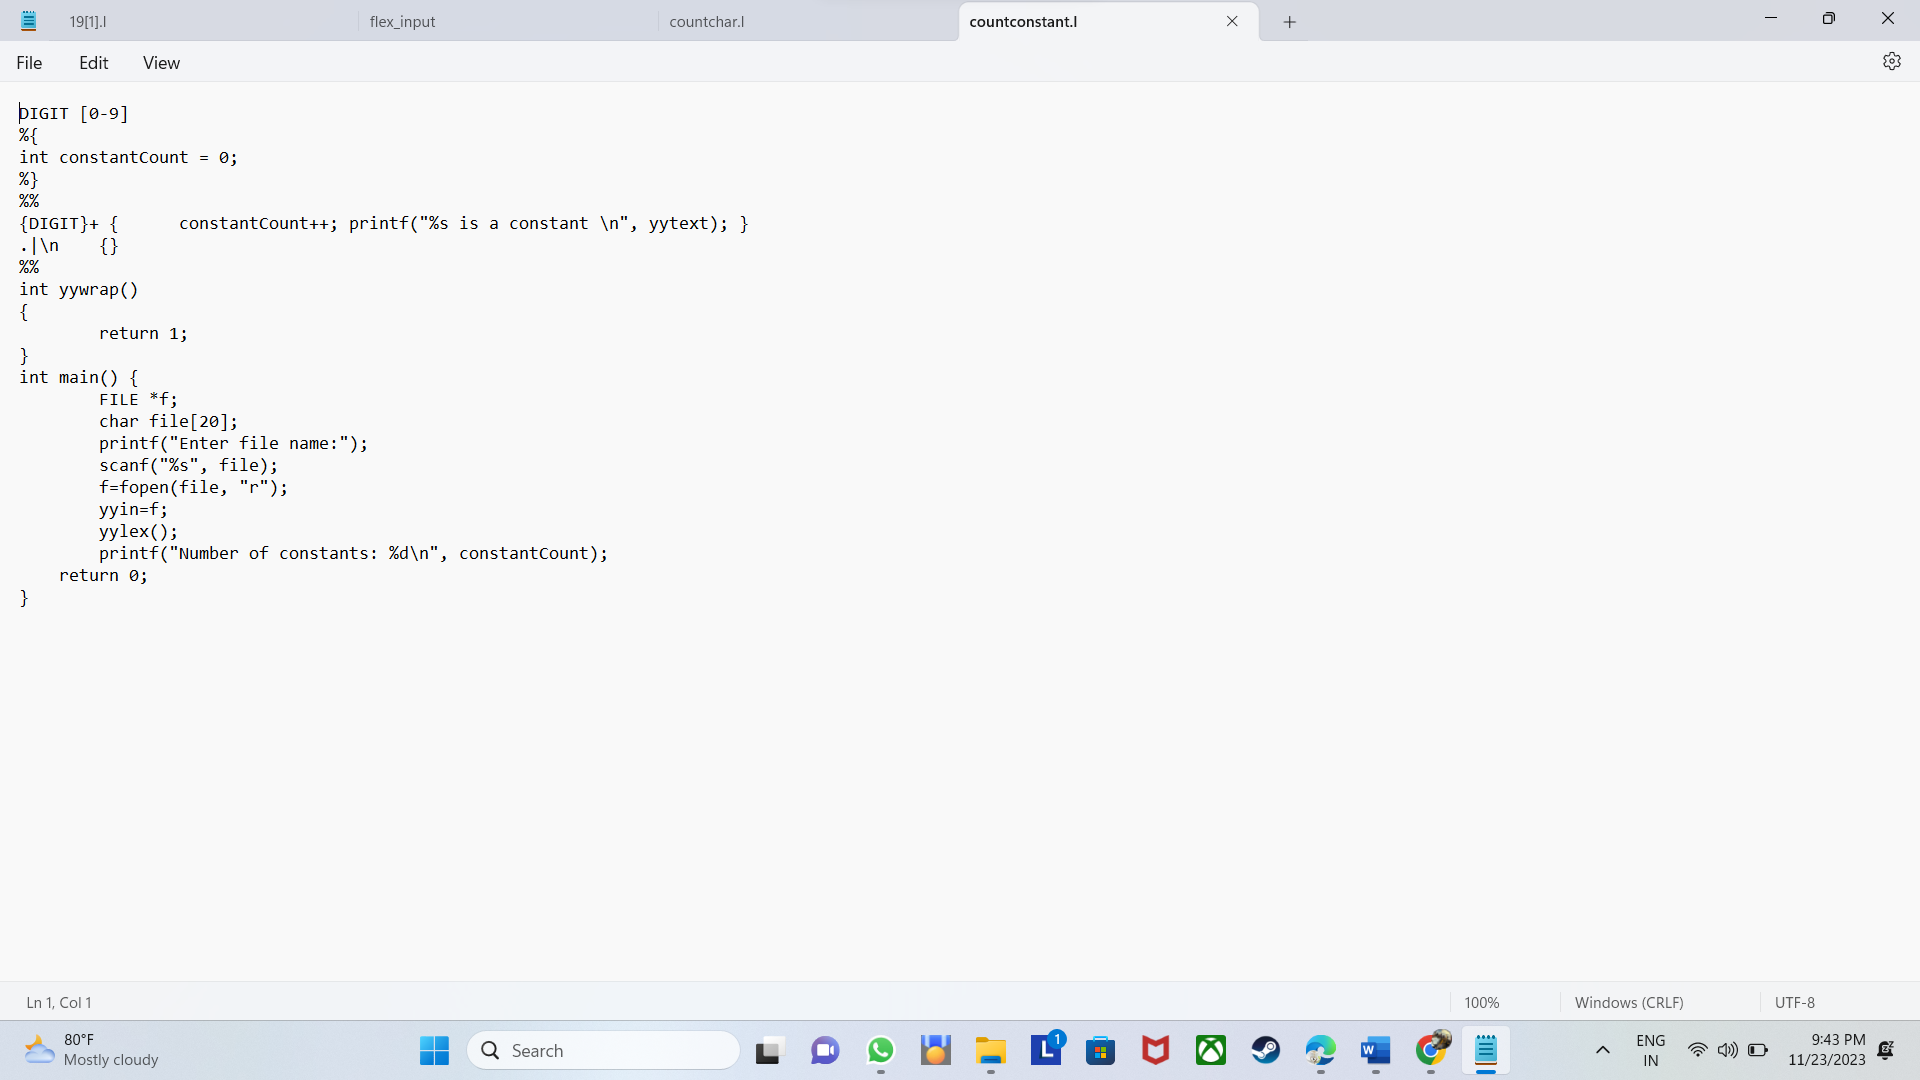 19[1].l
flex_input
countchar.l
countconstant.l
File Edit View
DIGIT [0-9]
%{
int constantCount = 0;
%}
%%
{DIGIT}+ {      constantCount++; printf("%s is a constant \n", yytext); }
.|\n    {}
%%
int yywrap()
{
        return 1;
}
int main() {
        FILE *f;
        char file[20];
        printf("Enter file name:");
        scanf("%s", file);
        f=fopen(file, "r");
        yyin=f;
        yylex();
        printf("Number of constants: %d\n", constantCount);
    return 0;
}
Ln 1, Col 1
100%
Windows (CRLF)
UTF-8
80°F
Mostly cloudy
Search
L 1
W
ENG
IN
9:43 PM
11/23/2023